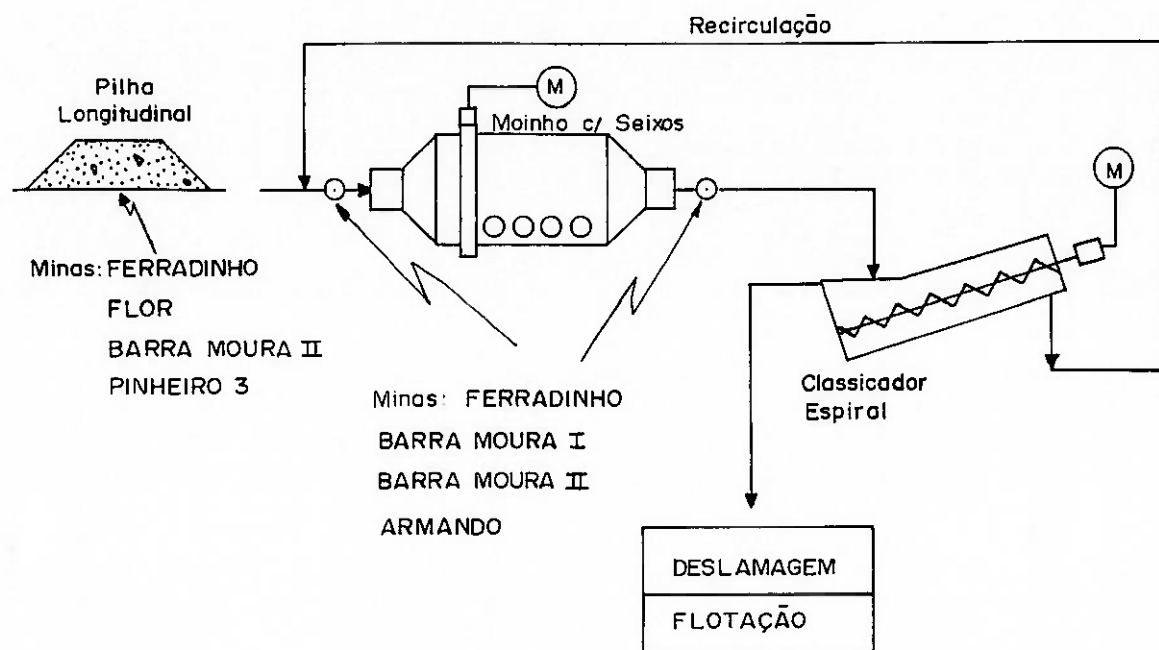 Recirculação
Pilha
Longitudinal
M
Moinho c/ Seixos
M
Minas: FERRADINHO
FLOR
BARRA MOURA II
PINHEIRO 3
Minas: FERRADINHO
BARRA MOURA I
BARRA MOURA II
ARMANDO
Classicador
Espiral
DESLAMAGEM
FLOTAÇÃO